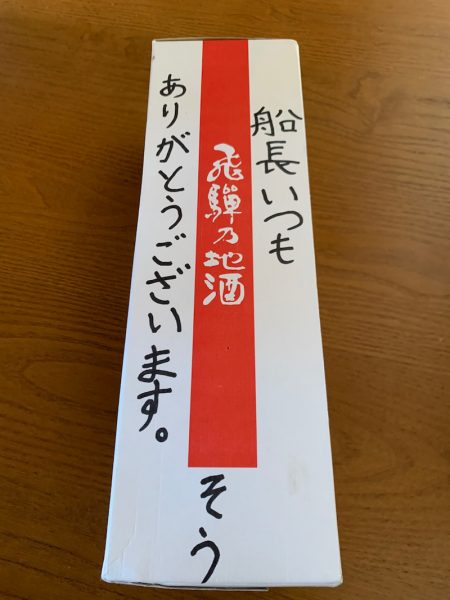 船長いつも
飛騨乃地酒
ありがとうございます。
そう